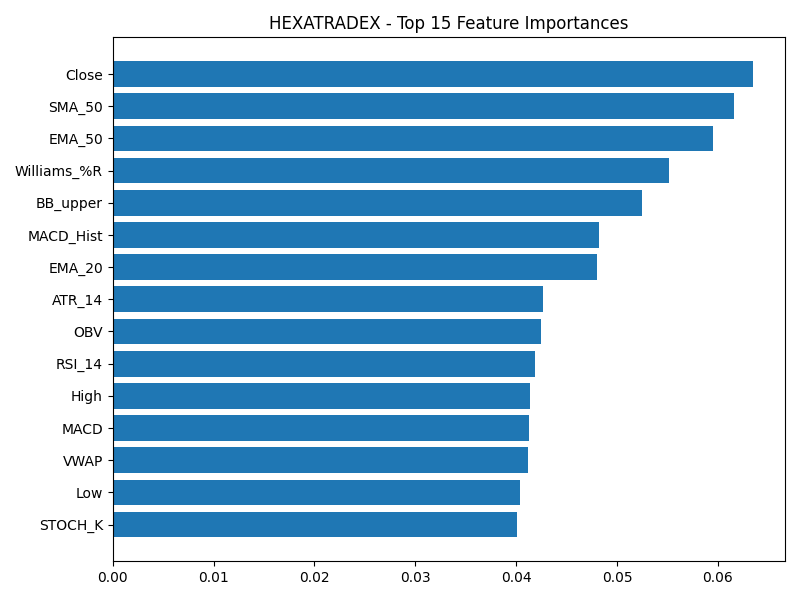 HEXATRADEX - Top 15 Feature Importances
Close
SMA_50
EMA_50
Williams_%R
BB_upper
MACD_Hist
EMA_20
ATR_14
OBV
RSI_14
High
MACD
VWAP
Low
STOCH_K
0.00 0.01 0.02 0.03 0.04 0.05 0.06